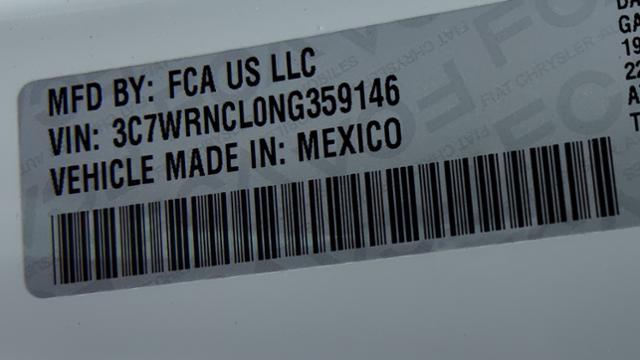 MFD BY: FCA US LLC
VIN: 3C7WRNCL0NG359146
VEHICLE MADE IN: MEXICO